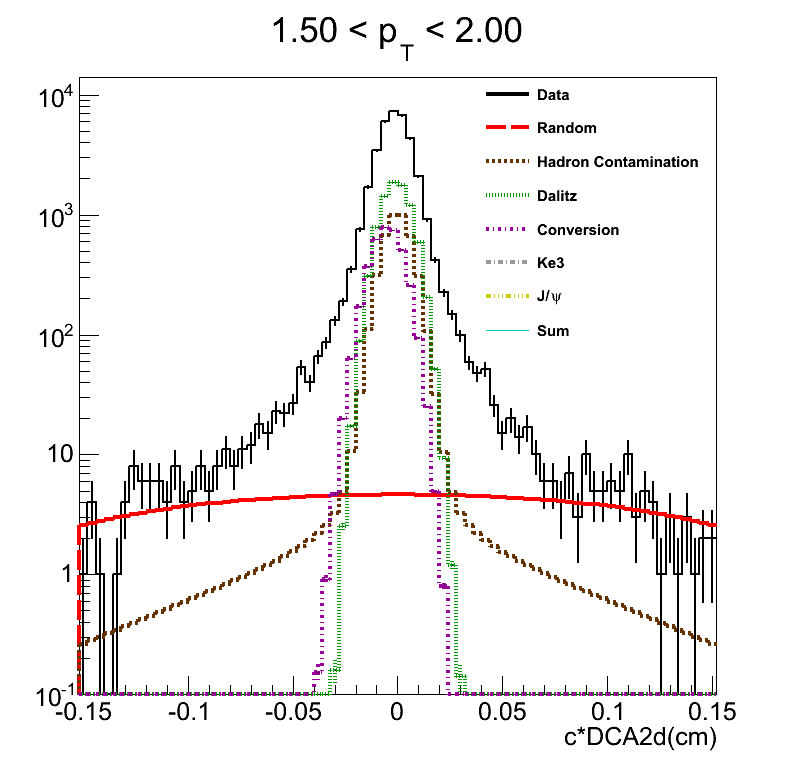 1.50 < p_T < 2.00
10^4
10^3
10^2
10
1
10^-1
Data
Random
Hadron Contamination
Dalitz
Conversion
Ke3
J/ψ
Sum
-0.15 -0.1 -0.05 0 0.05 0.1 0.15
c*DCA2d(cm)